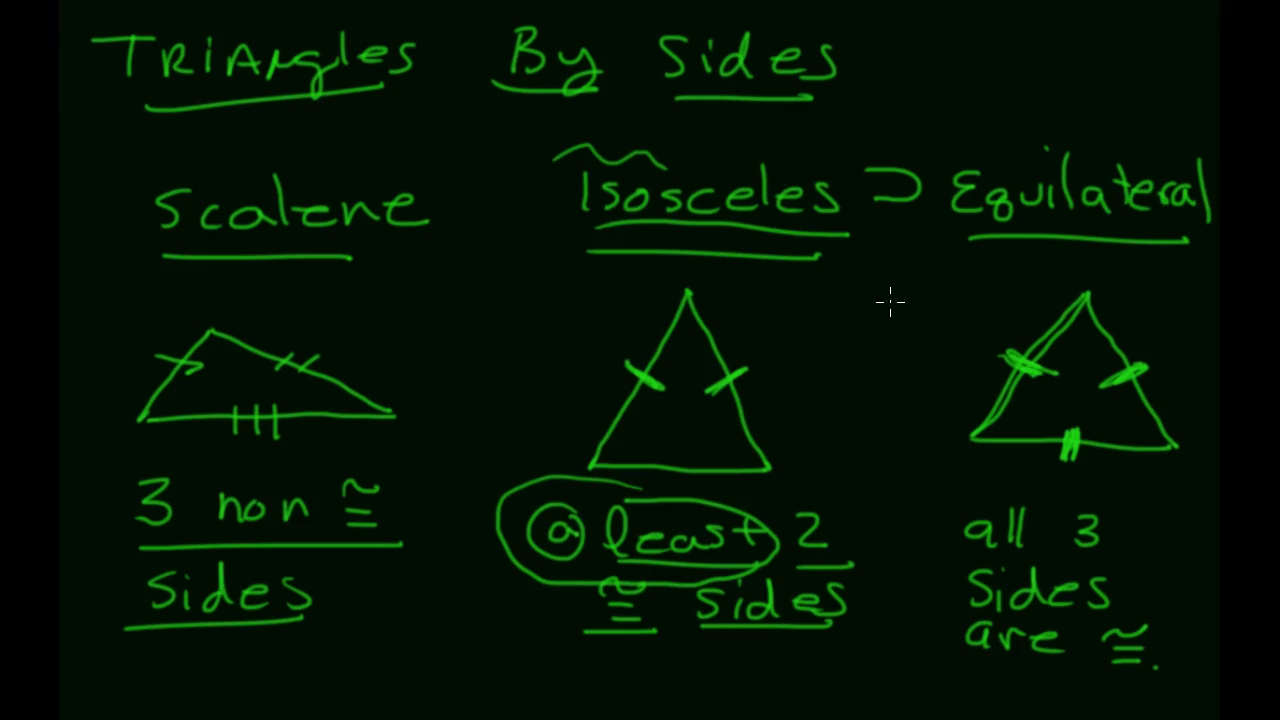 Triangles By Sides
Scalene
Isosceles ⊃ Equilateral
3 non ≅
sides
@ least 2
≅ sides
all 3
sides
are ≅.